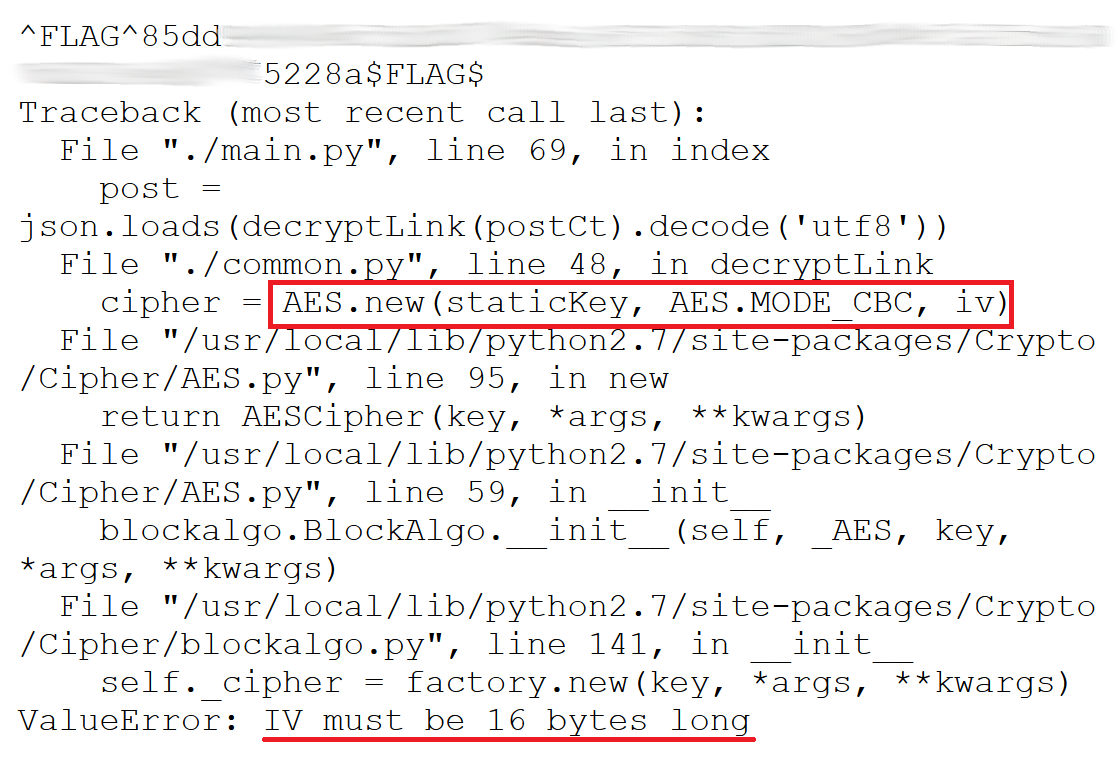 ^FLAG^85dd
5228a$FLAG$
Traceback (most recent call last):
  File "./main.py", line 69, in index
    post =
json.loads(decryptLink(postCt).decode('utf8'))
  File "./common.py", line 48, in decryptLink
    cipher = AES.new(staticKey, AES.MODE_CBC, iv)
  File "/usr/local/lib/python2.7/site-packages/Crypto
/Cipher/AES.py", line 95, in new
    return AESCipher(key, *args, **kwargs)
  File "/usr/local/lib/python2.7/site-packages/Crypto
/Cipher/AES.py", line 59, in __init__
    blockalgo.BlockAlgo.__init__(self, _AES, key,
*args, **kwargs)
  File "/usr/local/lib/python2.7/site-packages/Crypto
/Cipher/blockalgo.py", line 141, in __init__
    self._cipher = factory.new(key, *args, **kwargs)
ValueError: IV must be 16 bytes long